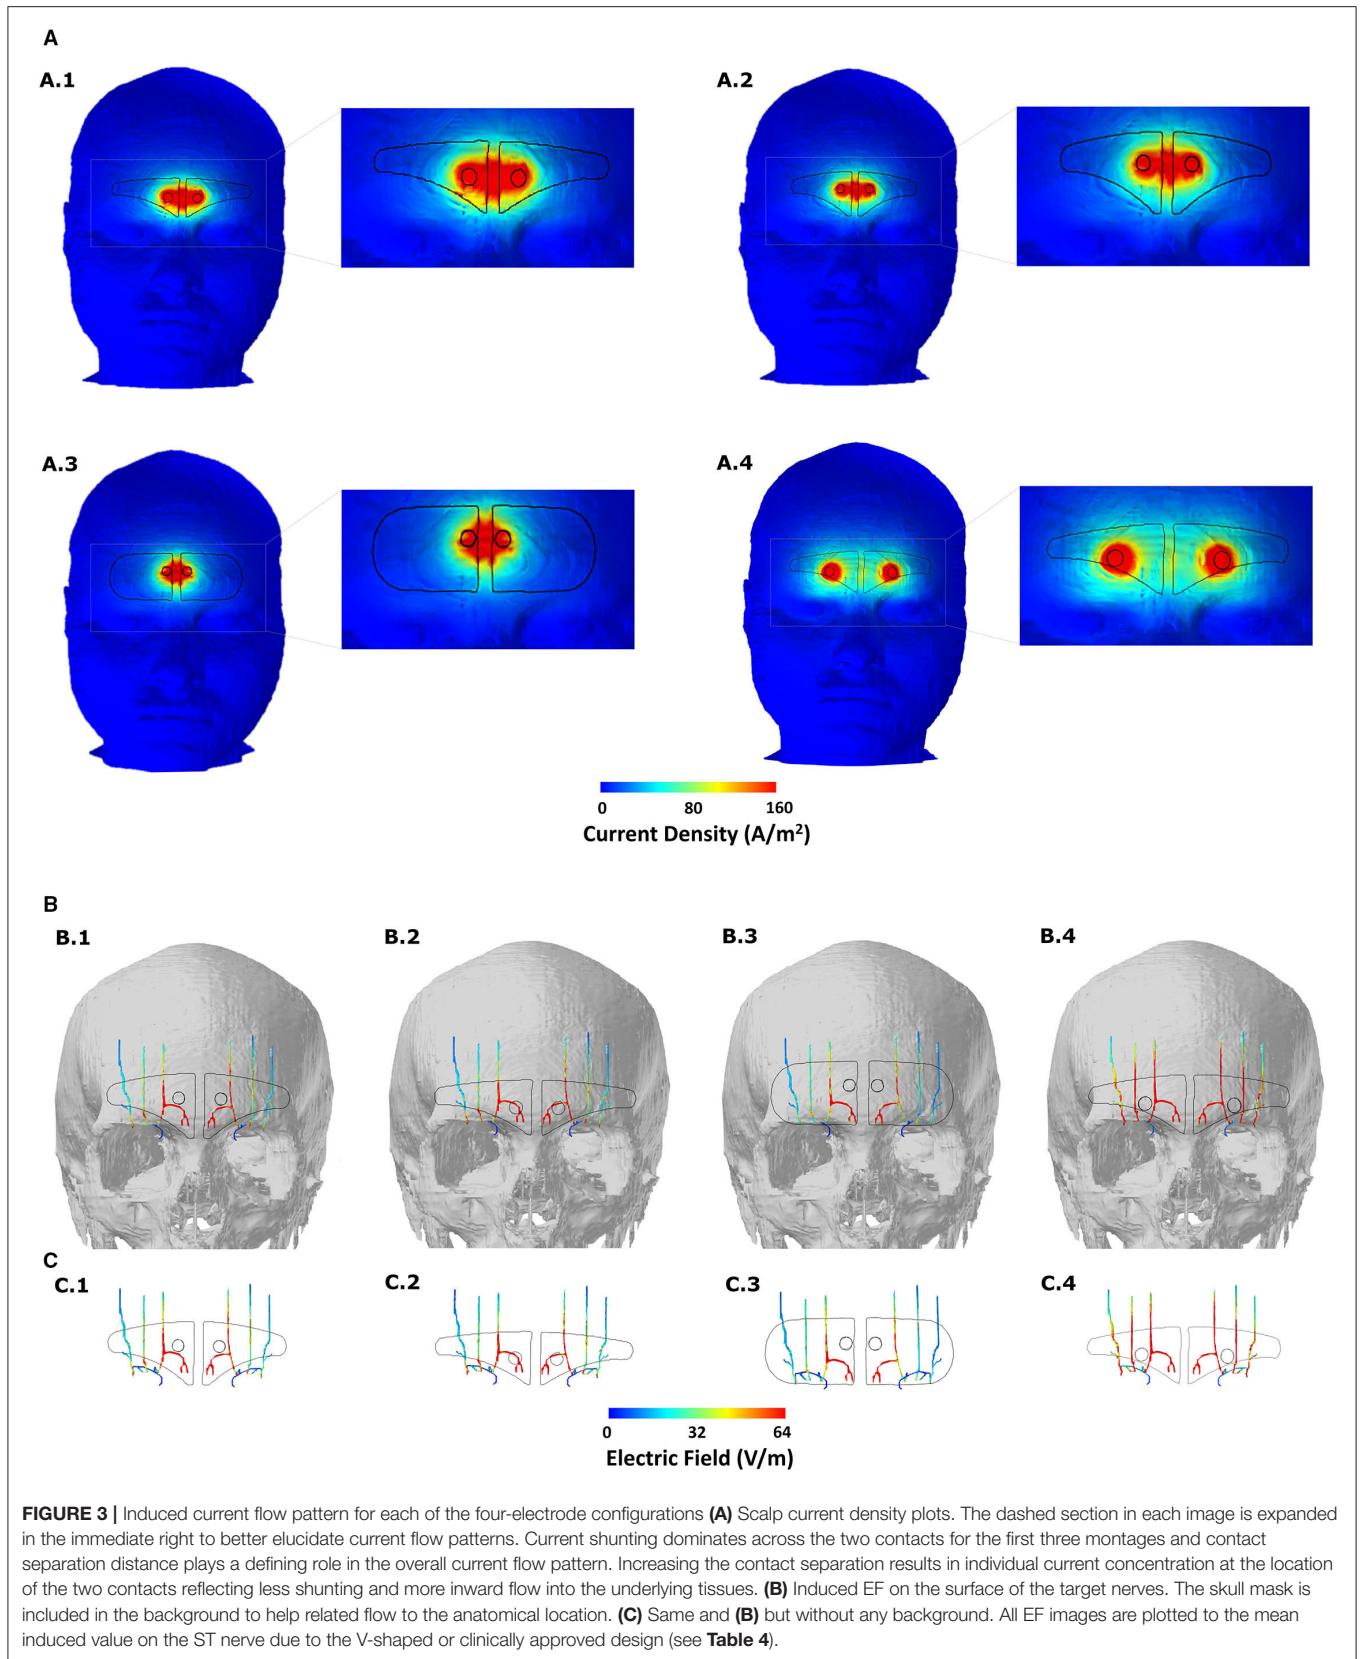 A
A.1
A.2
A.3
A.4
0 80 160
Current Density (A/m²)
B
B.1
B.2
B.3
B.4
C
C.1
C.2
C.3
C.4
0 32 64
Electric Field (V/m)
FIGURE 3 | Induced current flow pattern for each of the four-electrode configurations (A) Scalp current density plots. The dashed section in each image is expanded
in the immediate right to better elucidate current flow patterns. Current shunting dominates across the two contacts for the first three montages and contact
separation distance plays a defining role in the overall current flow pattern. Increasing the contact separation results in individual current concentration at the location
of the two contacts reflecting less shunting and more inward flow into the underlying tissues. (B) Induced EF on the surface of the target nerves. The skull mask is
included in the background to help related flow to the anatomical location. (C) Same and (B) but without any background. All EF images are plotted to the mean
induced value on the ST nerve due to the V-shaped or clinically approved design (see Table 4).